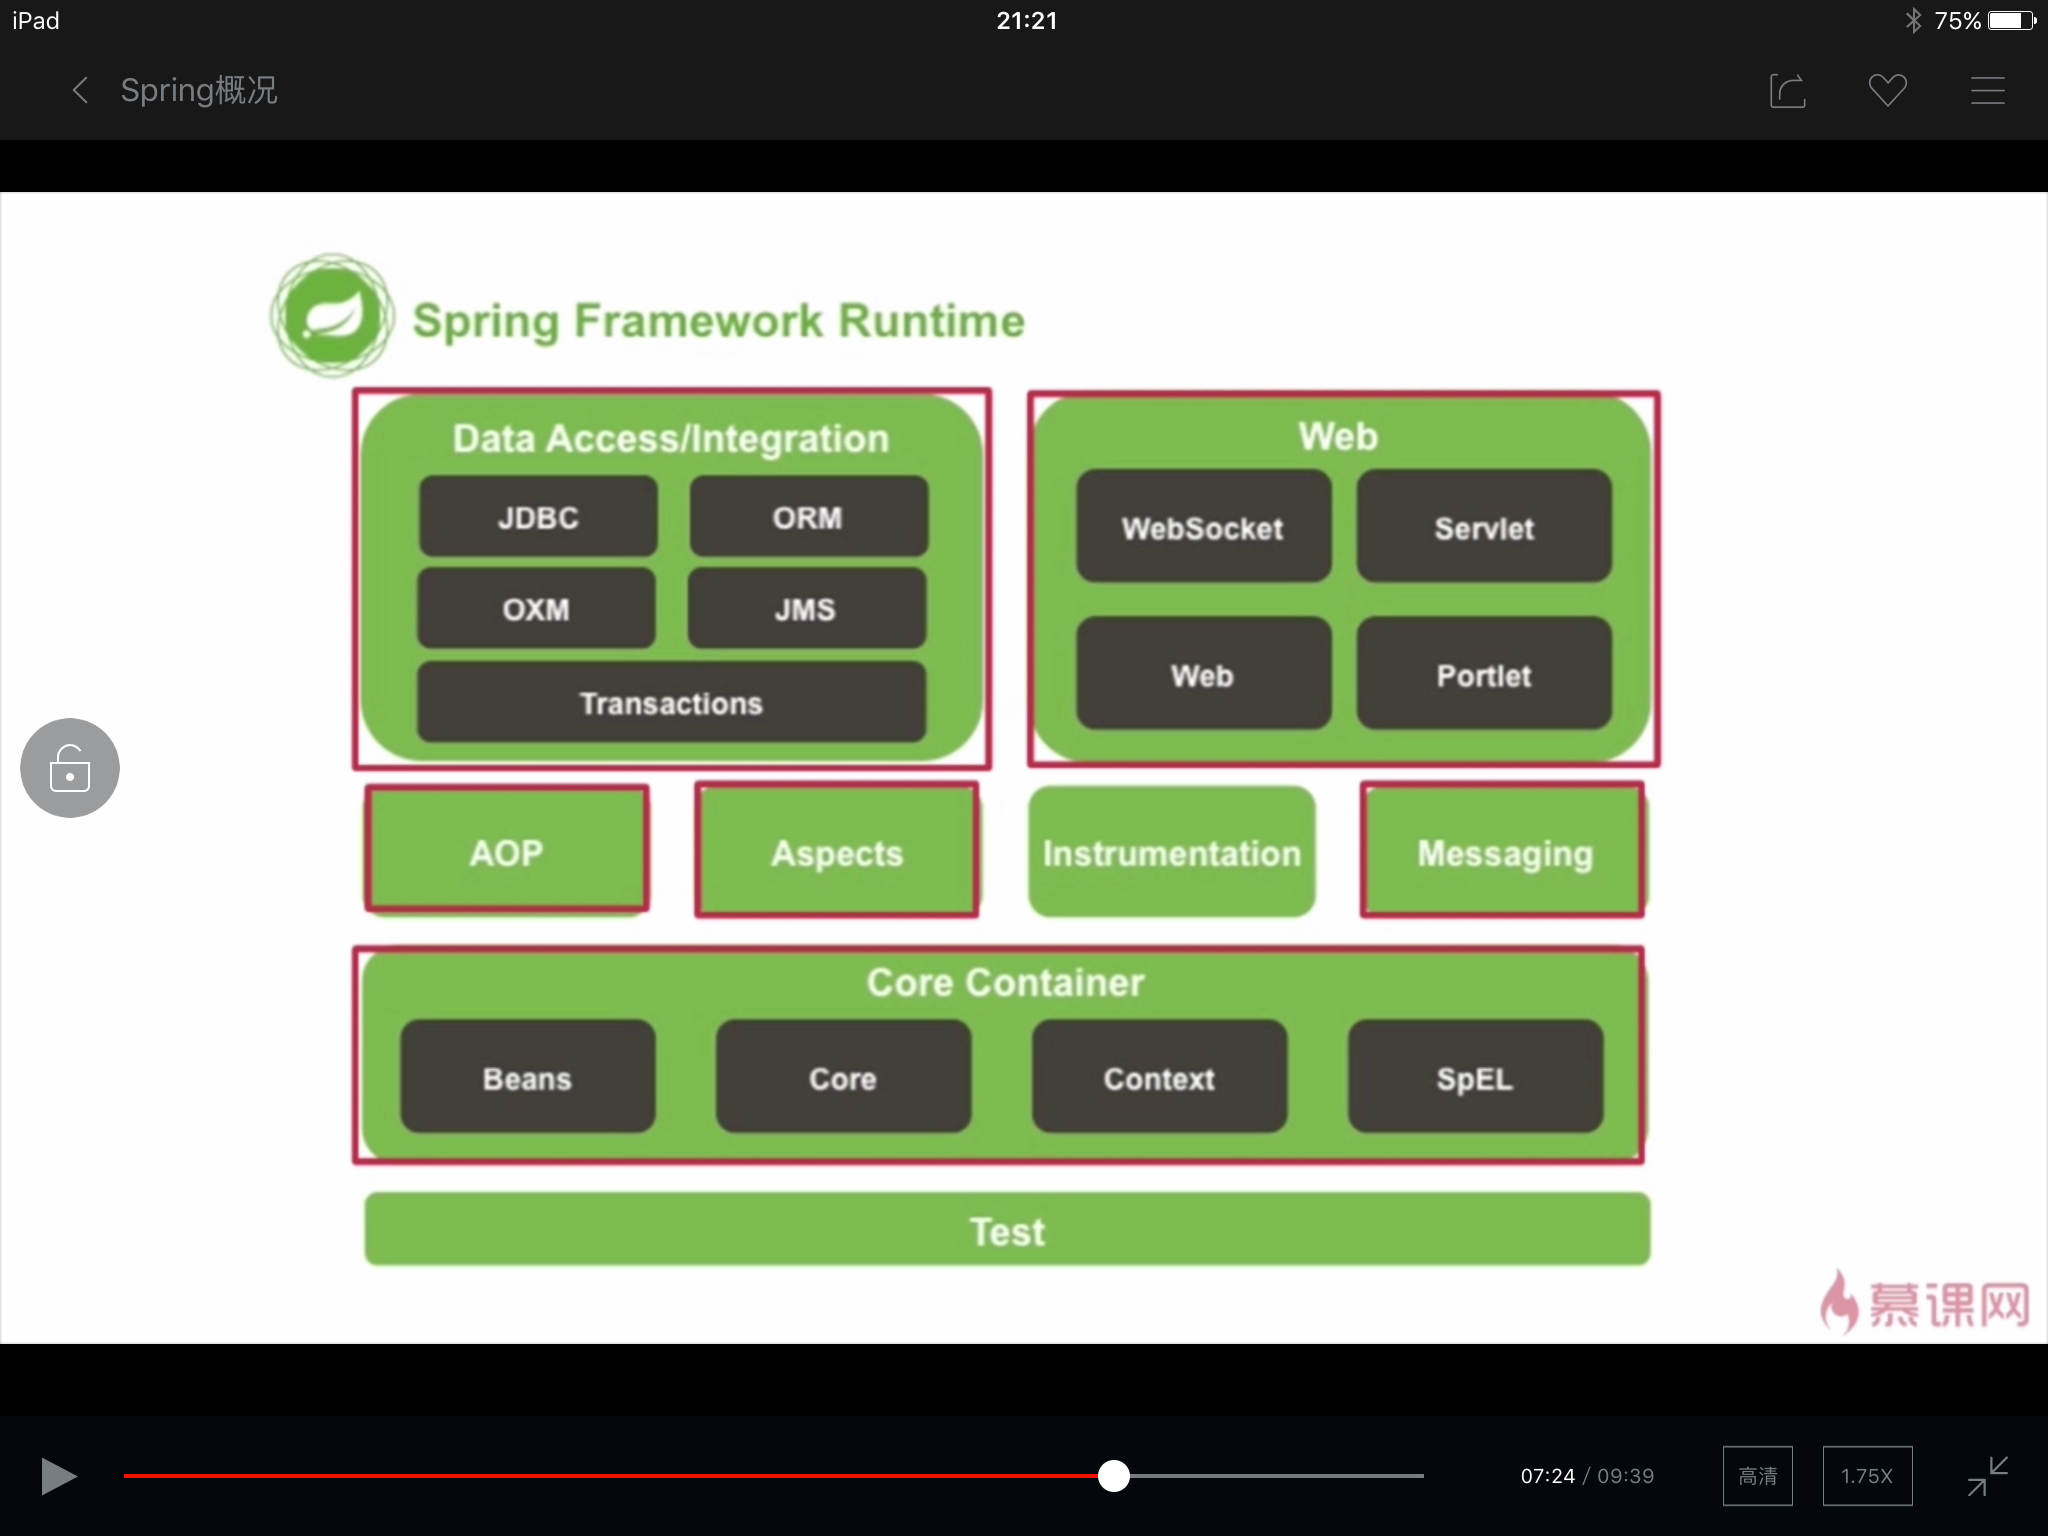 iPad 21:21 75%
Spring概况
Spring Framework Runtime
Data Access/Integration
JDBC ORM
OXM JMS
Transactions
Web
WebSocket Servlet
Web Portlet
AOP Aspects Instrumentation Messaging
Core Container
Beans Core Context SpEL
Test
慕课网
07:24 / 09:39 高清 1.75X